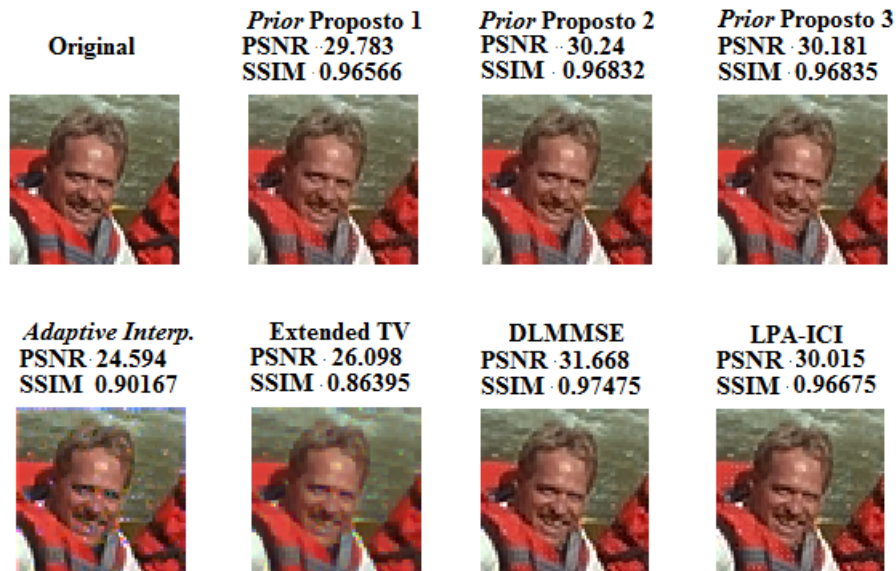 Original
Prior Proposto 1
PSNR 29.783
SSIM 0.96566
Prior Proposto 2
PSNR 30.24
SSIM 0.96832
Prior Proposto 3
PSNR 30.181
SSIM 0.96835
Adaptive Interp.
PSNR 24.594
SSIM 0.90167
Extended TV
PSNR 26.098
SSIM 0.86395
DLMMSE
PSNR 31.668
SSIM 0.97475
LPA-ICI
PSNR 30.015
SSIM 0.96675